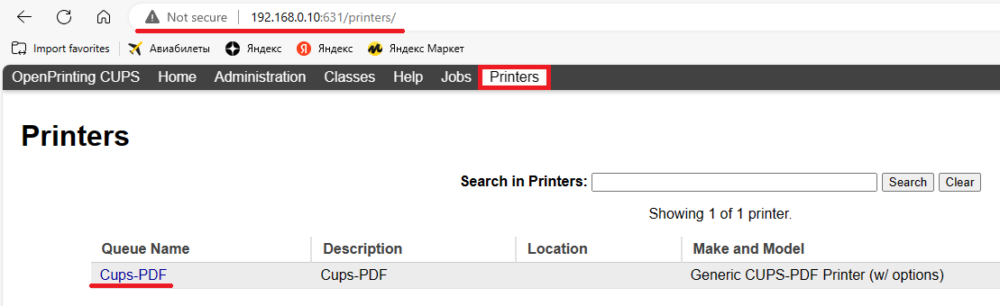 Not secure 192.168.0.10:631/printers/
Import favorites Авиабилеты Яндекс Яндекс Яндекс Маркет
OpenPrinting CUPS Home Administration Classes Help Jobs Printers
Printers
Search in Printers: Search Clear
Showing 1 of 1 printer.
Queue Name Description Location Make and Model
Cups-PDF Cups-PDF Generic CUPS-PDF Printer (w/ options)